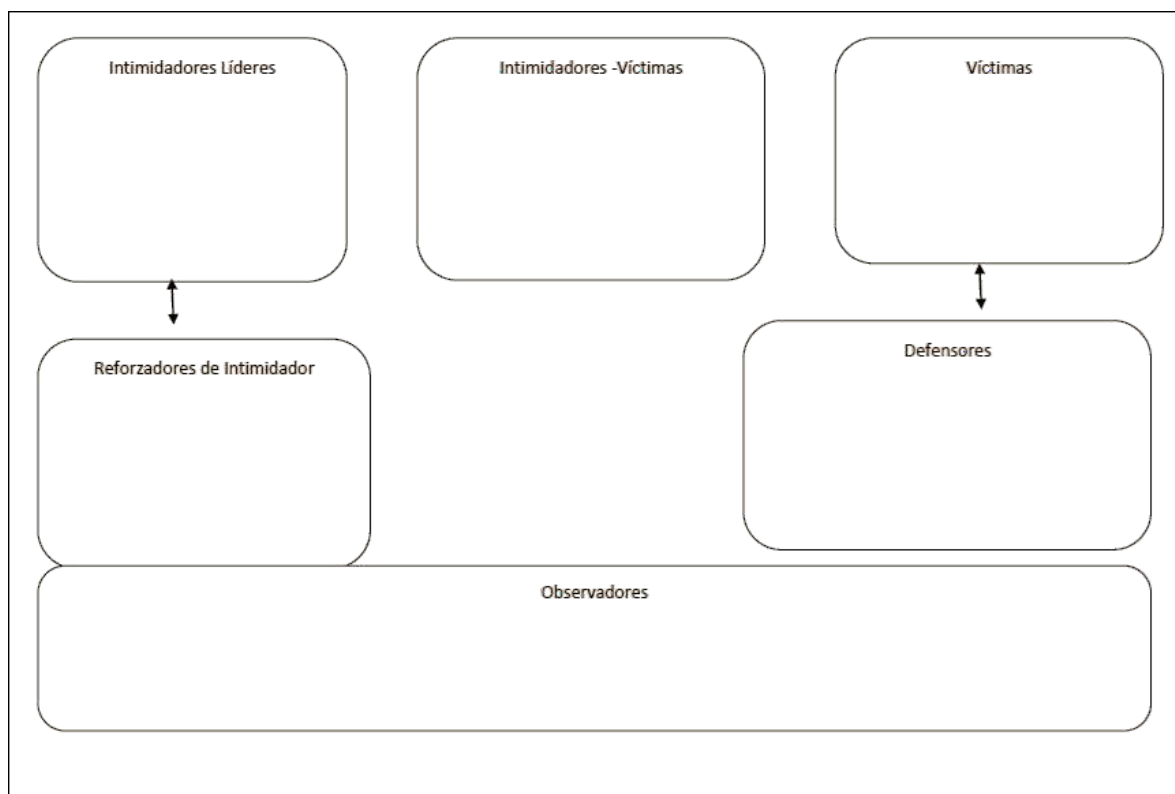 Intimidadores Líderes
Intimidadores -Víctimas
Víctimas
Reforzadores de Intimidador
Defensores
Observadores